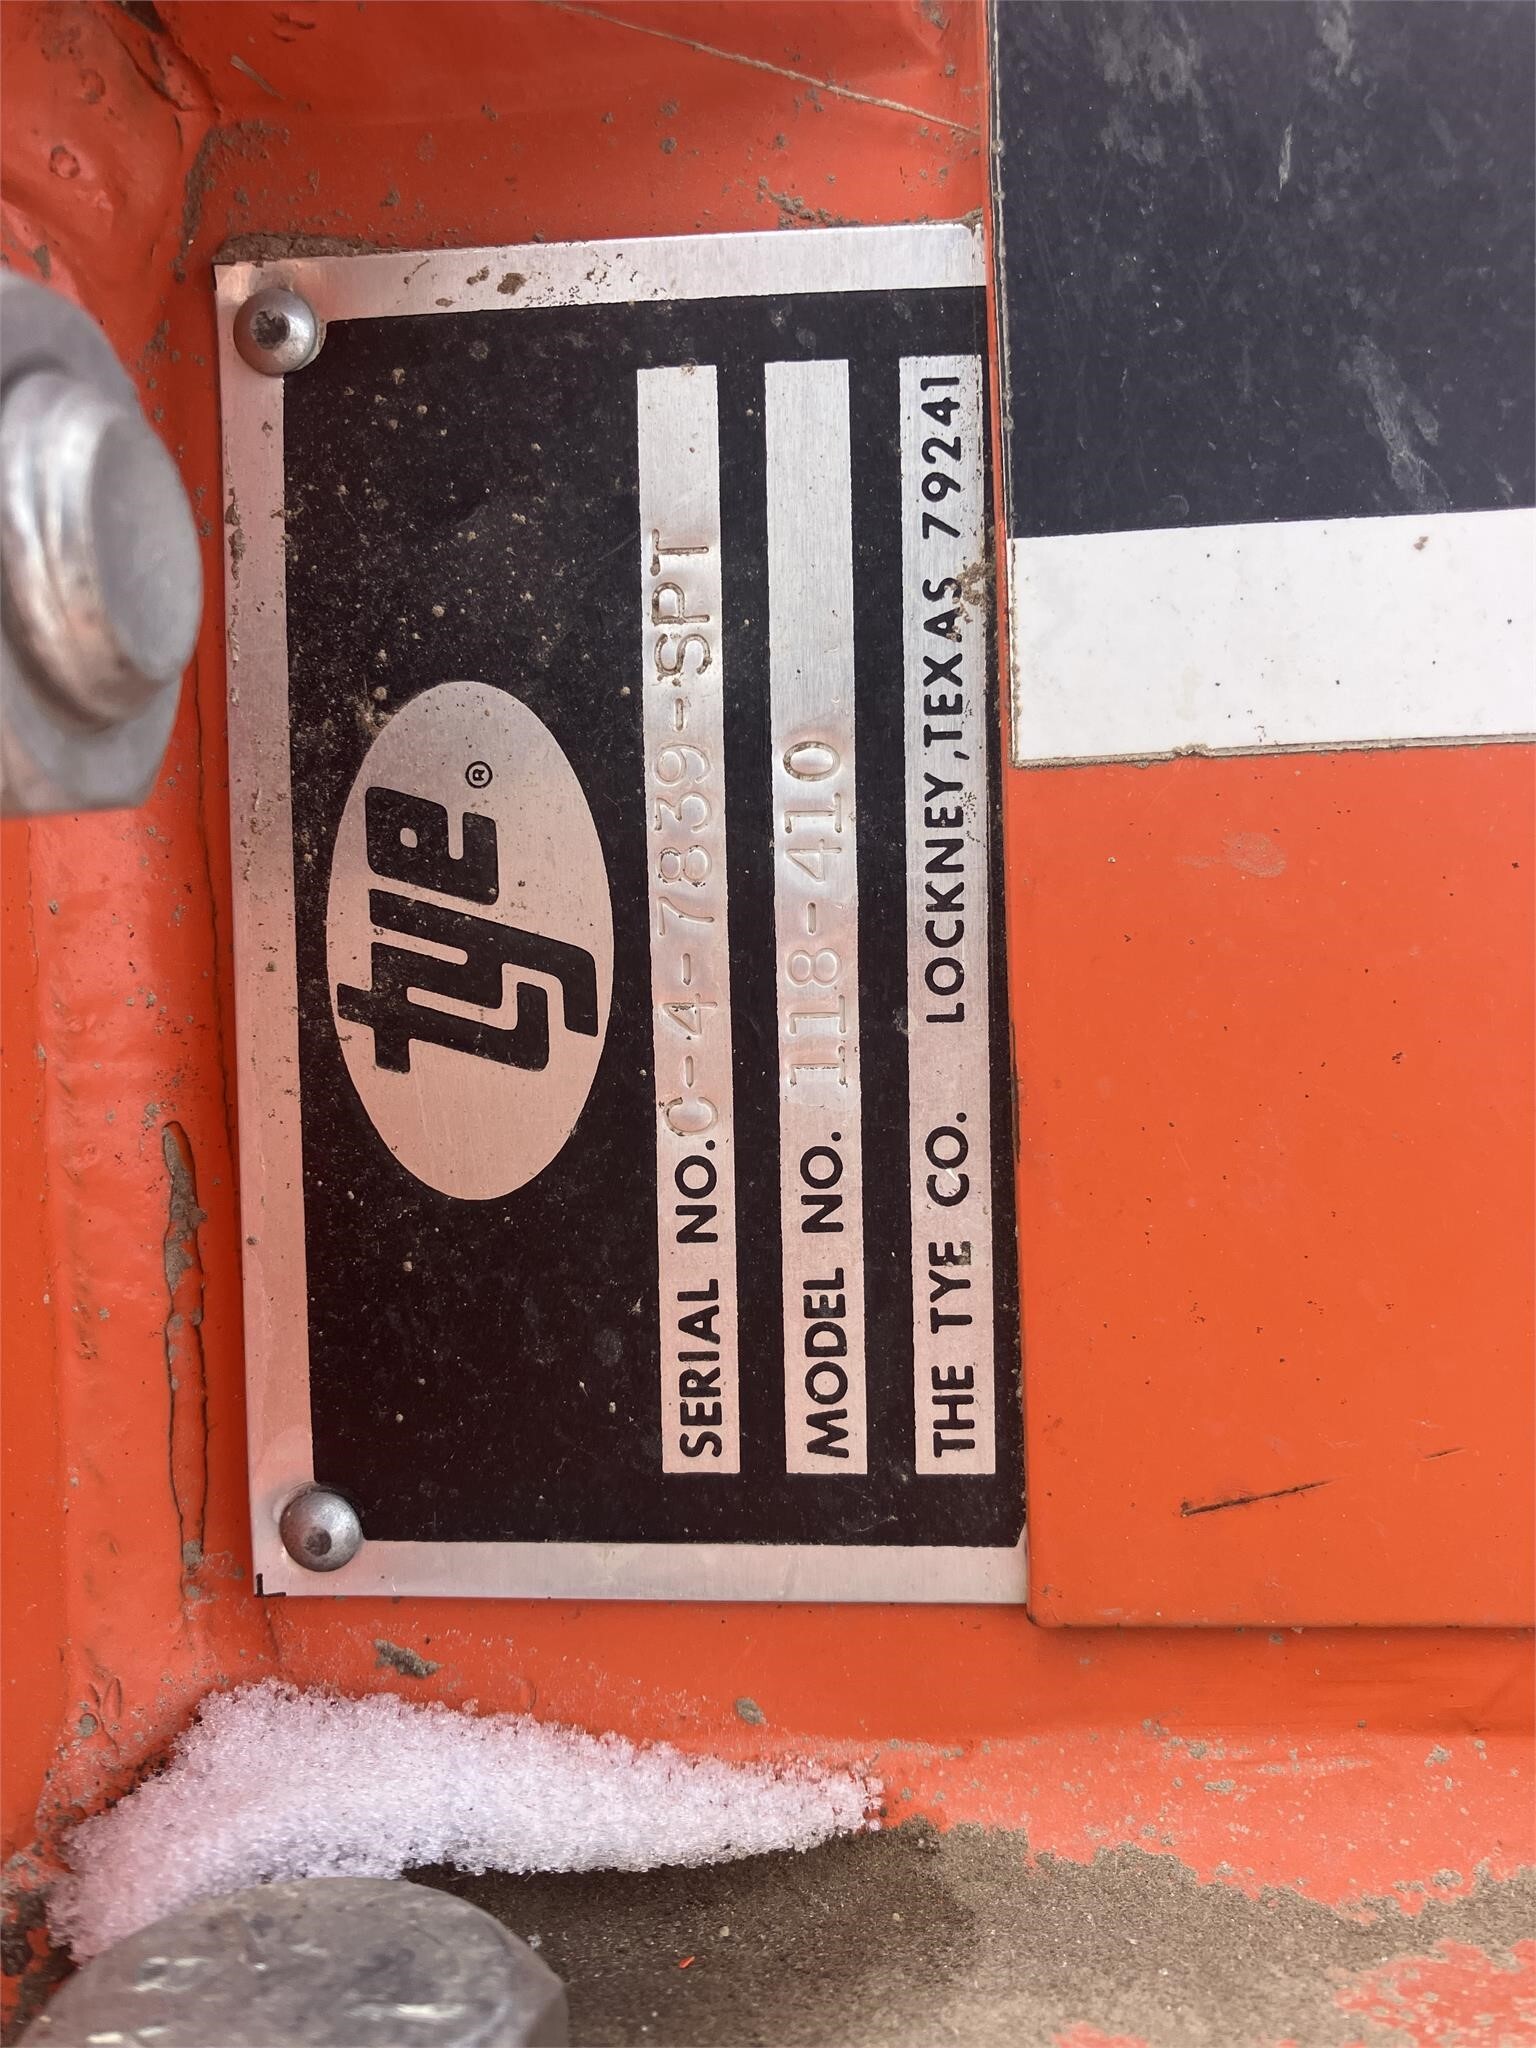 tye®
SERIAL NO. C-4-7839-SPT
MODEL NO. 118-410
THE TYE CO. LOCKNEY, TEXAS 79241